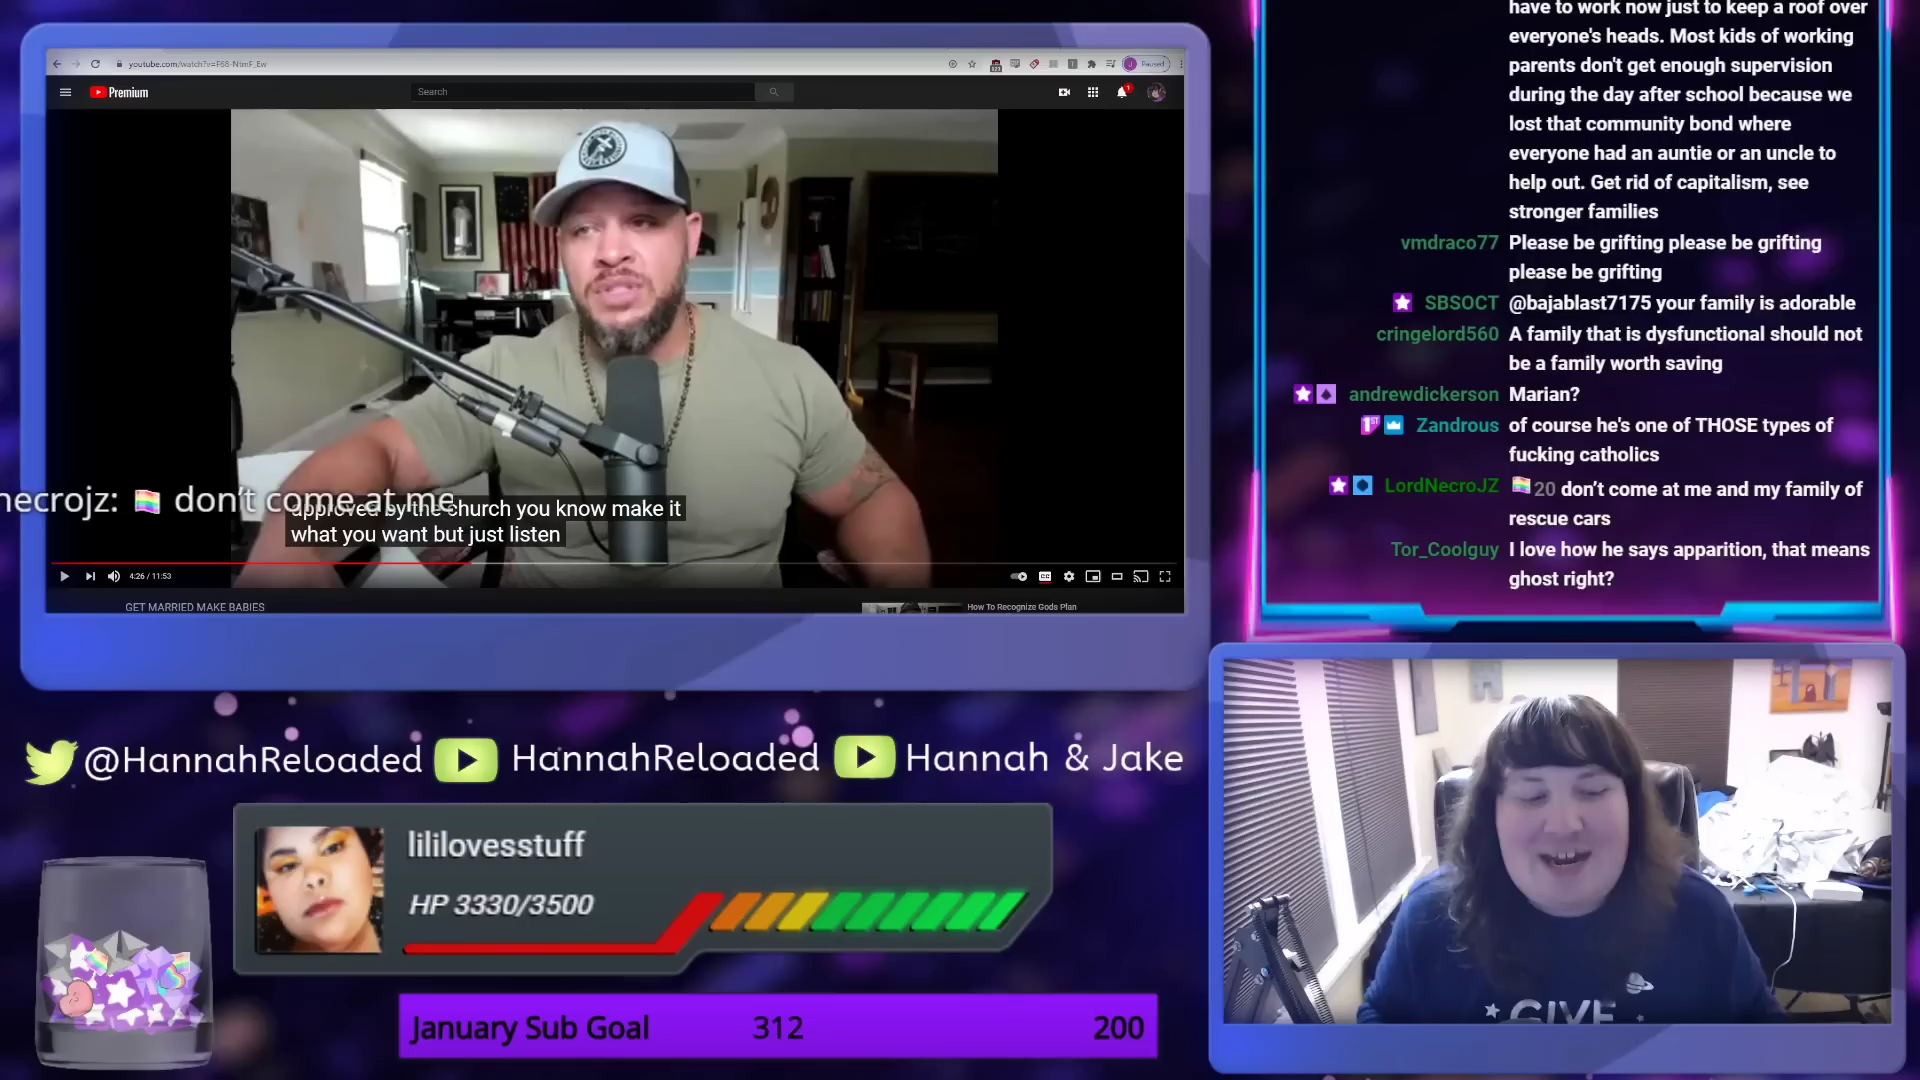 youtube.com/watch?v=F68-NtmF_Ew
Paused
Premium
Search
approved by the church you know make it
what you want but just listen
necrojz: don't come at me
4:26 / 11:53
GET MARRIED MAKE BABIES
How To Recognize Gods Plan
have to work now just to keep a roof over
everyone's heads. Most kids of working
parents don't get enough supervision
during the day after school because we
lost that community bond where
everyone had an auntie or an uncle to
help out. Get rid of capitalism, see
stronger families
vmdraco77 Please be grifting please be grifting
please be grifting
SBSOCT @bajablast7175 your family is adorable
cringelord560 A family that is dysfunctional should not
be a family worth saving
andrewdickerson Marian?
1ST Zandrous of course he's one of THOSE types of
fucking catholics
LordNecroJZ 20 don't come at me and my family of
rescue cars
Tor_Coolguy I love how he says apparition, that means
ghost right?
@HannahReloaded HannahReloaded Hannah & Jake
lililovesstuff
HP 3330/3500
January Sub Goal 312 200
GIVE